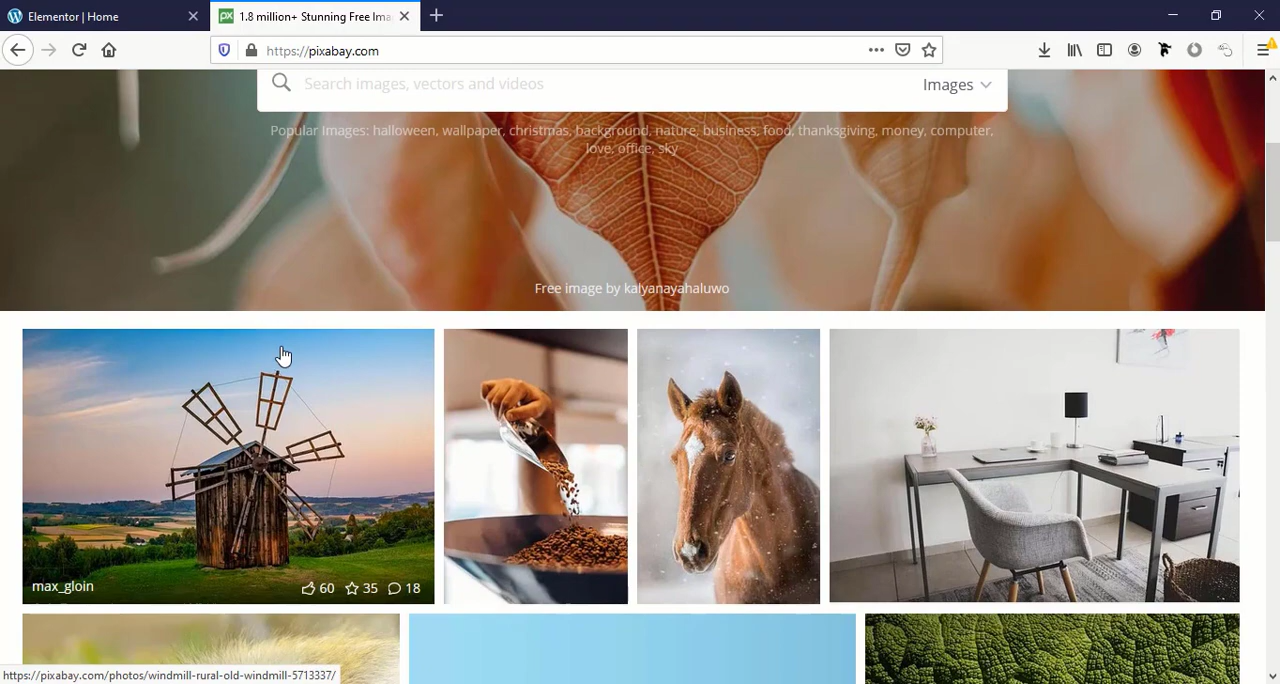 Elementor | Home
1.8 million+ Stunning Free Ima
https://pixabay.com
Search images, vectors and videos
Images
Popular Images: halloween, wallpaper, christmas, background, nature, business, food, thanksgiving, money, computer,
love, office, sky
Free image by kalyanayahaluwo
max_gloin
60
35
18
https://pixabay.com/photos/windmill-rural-old-windmill-5713337/